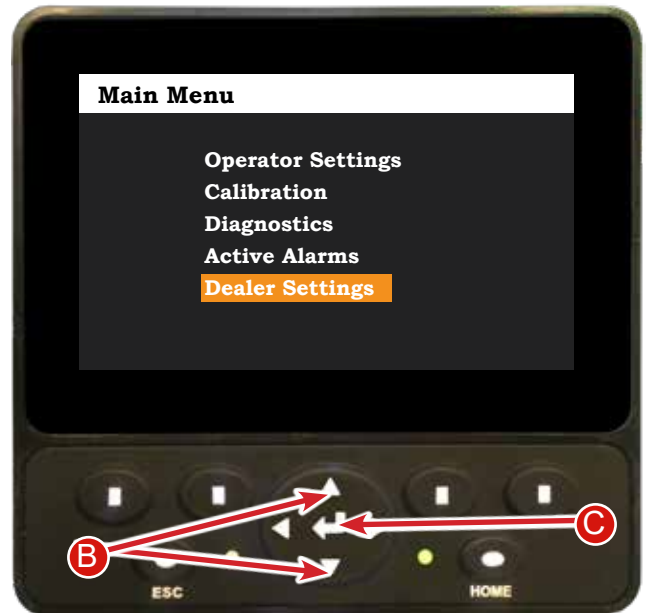 Main Menu
Operator Settings
Calibration
Diagnostics
Active Alarms
Dealer Settings
C
B
ESC
HOME